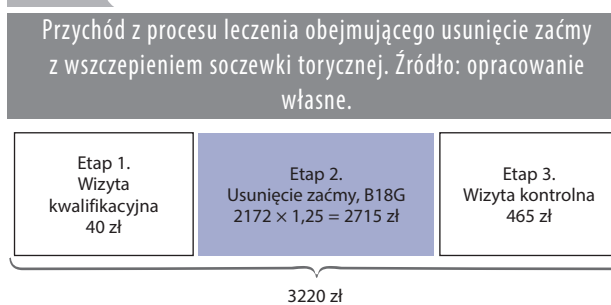 Przychód z procesu leczenia obejmującego usunięcie zaćmy
z wszczepieniem soczewki torycznej. Źródło: opracowanie
własne.
Etap 1.
Wizyta
kwalifikacyjna
40 zł
Etap 2.
Usunięcie zaćmy, B18G
2172 × 1,25 = 2715 zł
Etap 3.
Wizyta kontrolna
465 zł
3220 zł